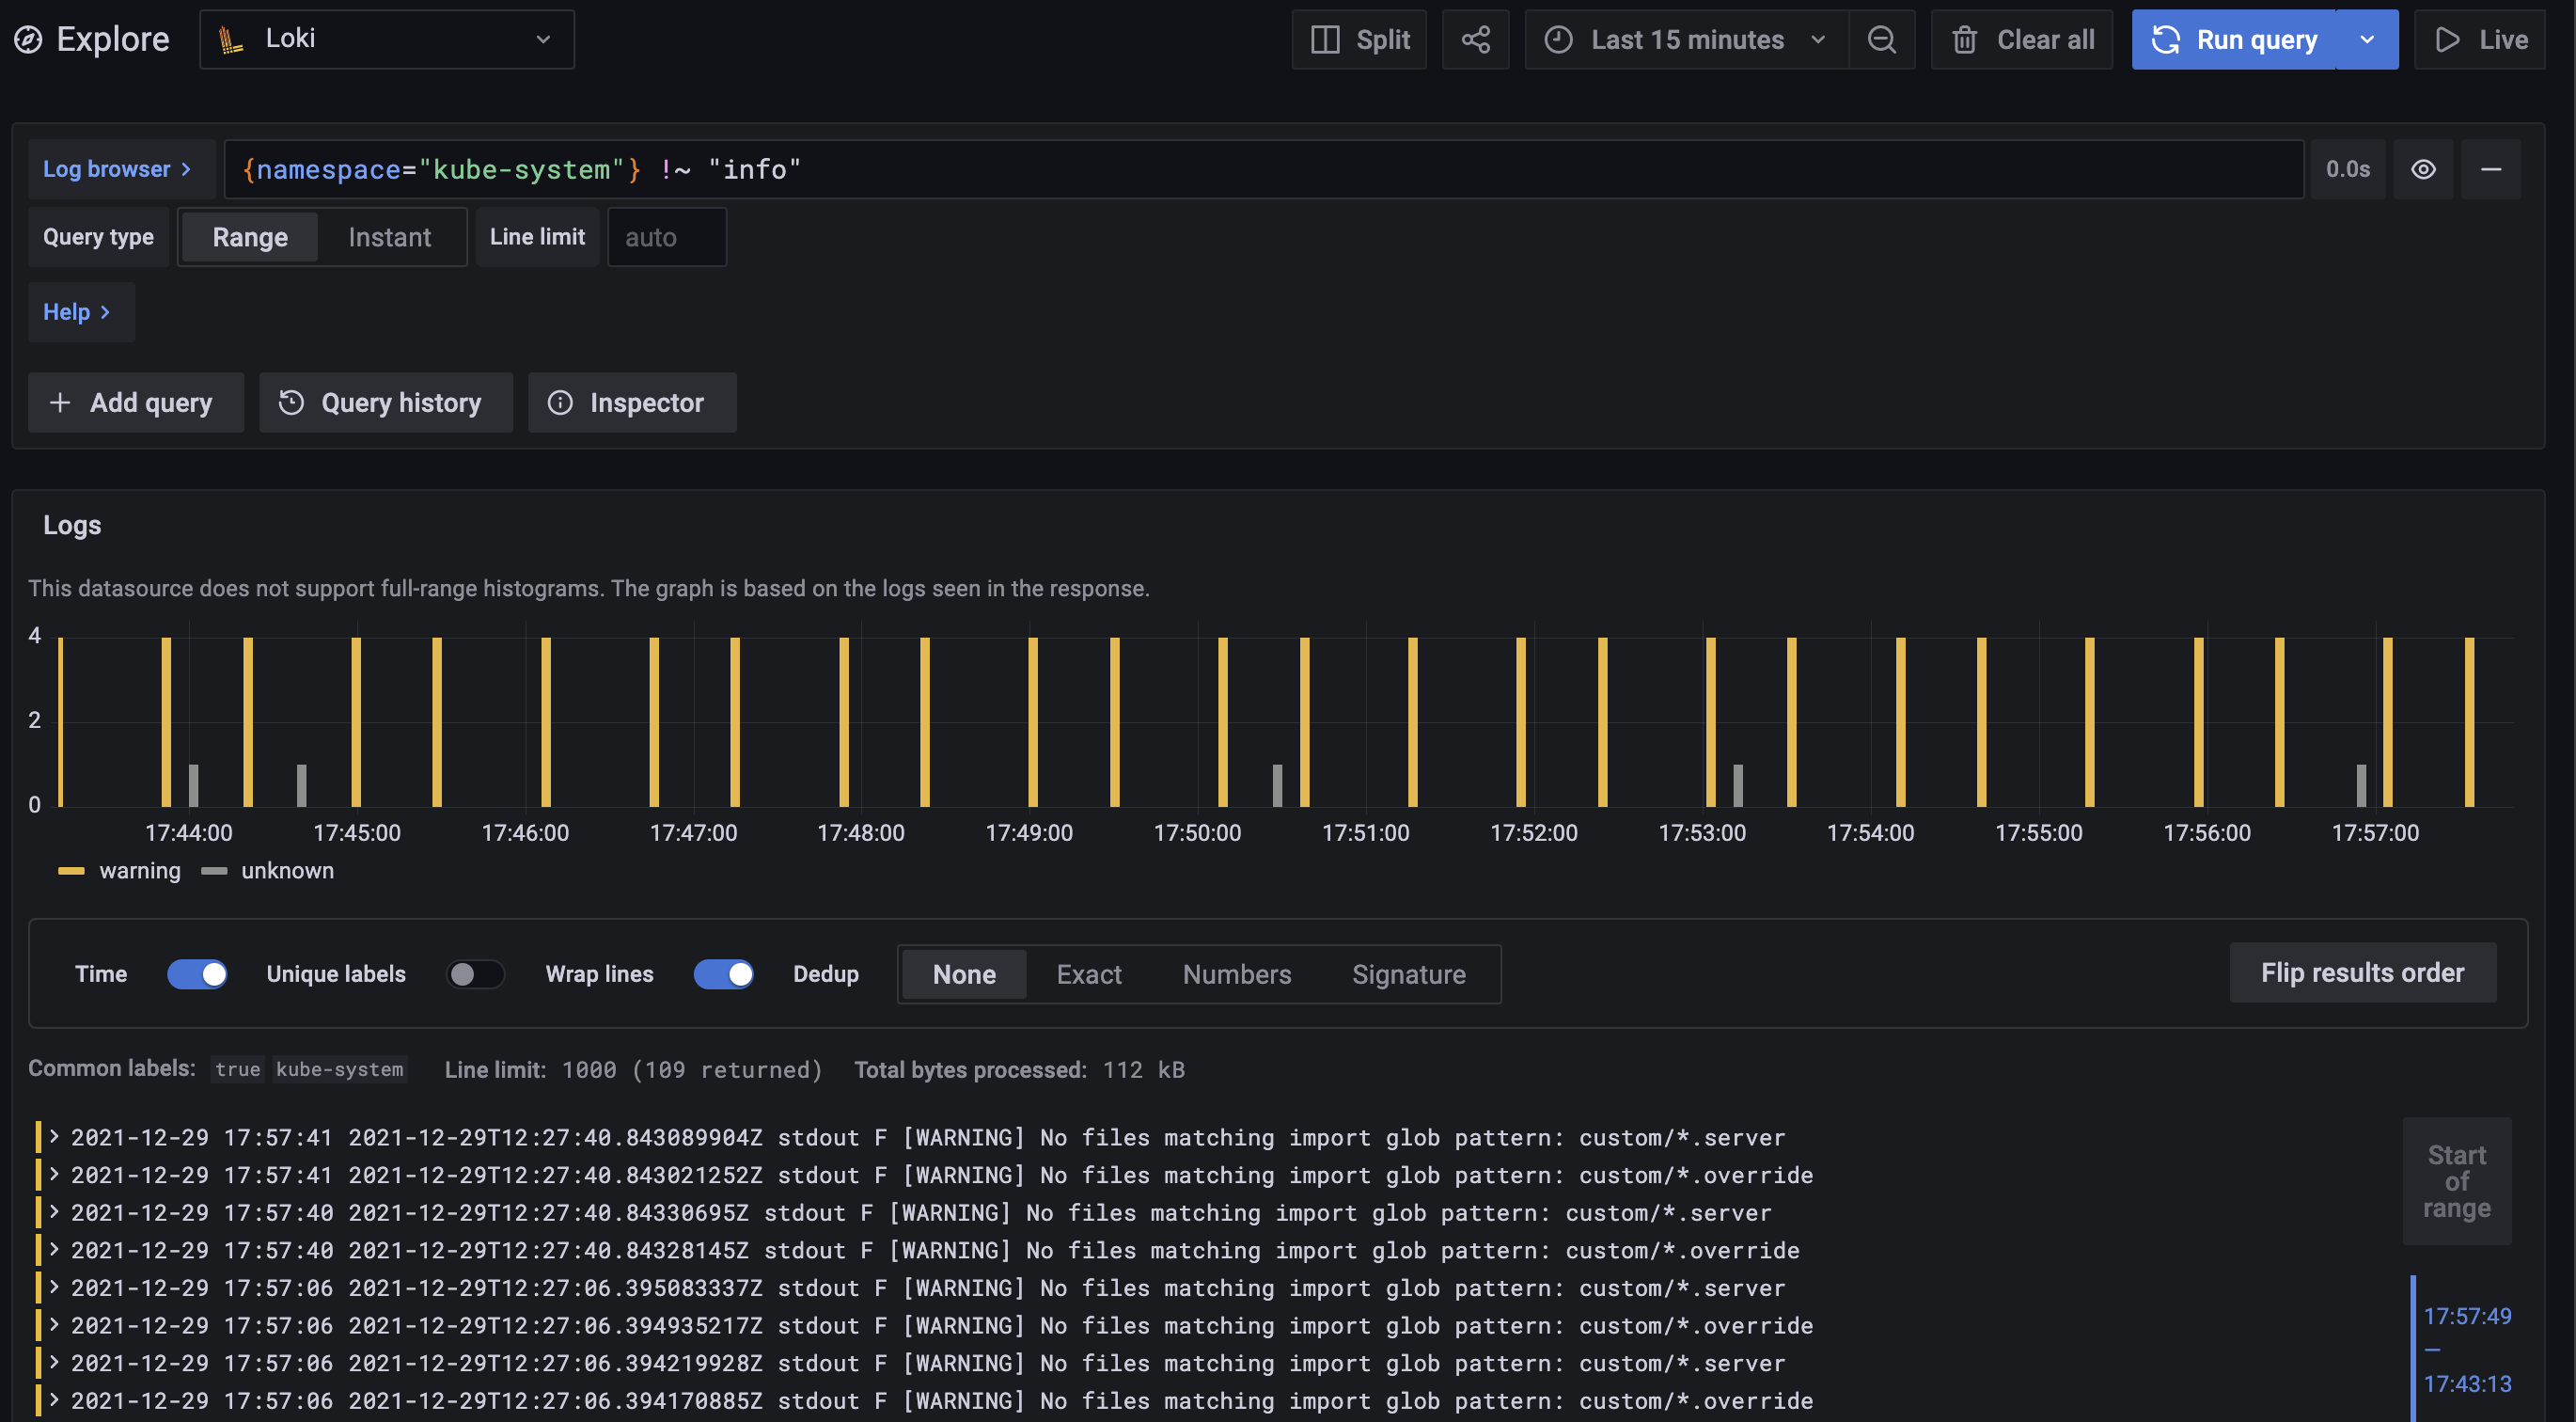 Explore Loki Split Last 15 minutes Clear all Run query Live
Log browser > {namespace="kube-system"} !~ "info" 0.0s
Query type Range Instant Line limit auto
Help >
+ Add query Query history Inspector
Logs
This datasource does not support full-range histograms. The graph is based on the logs seen in the response.
4
2
0
17:44:00 17:45:00 17:46:00 17:47:00 17:48:00 17:49:00 17:50:00 17:51:00 17:52:00 17:53:00 17:54:00 17:55:00 17:56:00 17:57:00
warning unknown
Time Unique labels Wrap lines Dedup None Exact Numbers Signature Flip results order
Common labels: true kube-system Line limit: 1000 (109 returned) Total bytes processed: 112 kB
> 2021-12-29 17:57:41 2021-12-29T12:27:40.843089904Z stdout F [WARNING] No files matching import glob pattern: custom/*.server
> 2021-12-29 17:57:41 2021-12-29T12:27:40.843021252Z stdout F [WARNING] No files matching import glob pattern: custom/*.override
> 2021-12-29 17:57:40 2021-12-29T12:27:40.84330695Z stdout F [WARNING] No files matching import glob pattern: custom/*.server
> 2021-12-29 17:57:40 2021-12-29T12:27:40.84328145Z stdout F [WARNING] No files matching import glob pattern: custom/*.override
> 2021-12-29 17:57:06 2021-12-29T12:27:06.395083337Z stdout F [WARNING] No files matching import glob pattern: custom/*.server
> 2021-12-29 17:57:06 2021-12-29T12:27:06.394935217Z stdout F [WARNING] No files matching import glob pattern: custom/*.override
> 2021-12-29 17:57:06 2021-12-29T12:27:06.394219928Z stdout F [WARNING] No files matching import glob pattern: custom/*.server
> 2021-12-29 17:57:06 2021-12-29T12:27:06.394170885Z stdout F [WARNING] No files matching import glob pattern: custom/*.override
Start
of
range
17:57:49
—
17:43:13